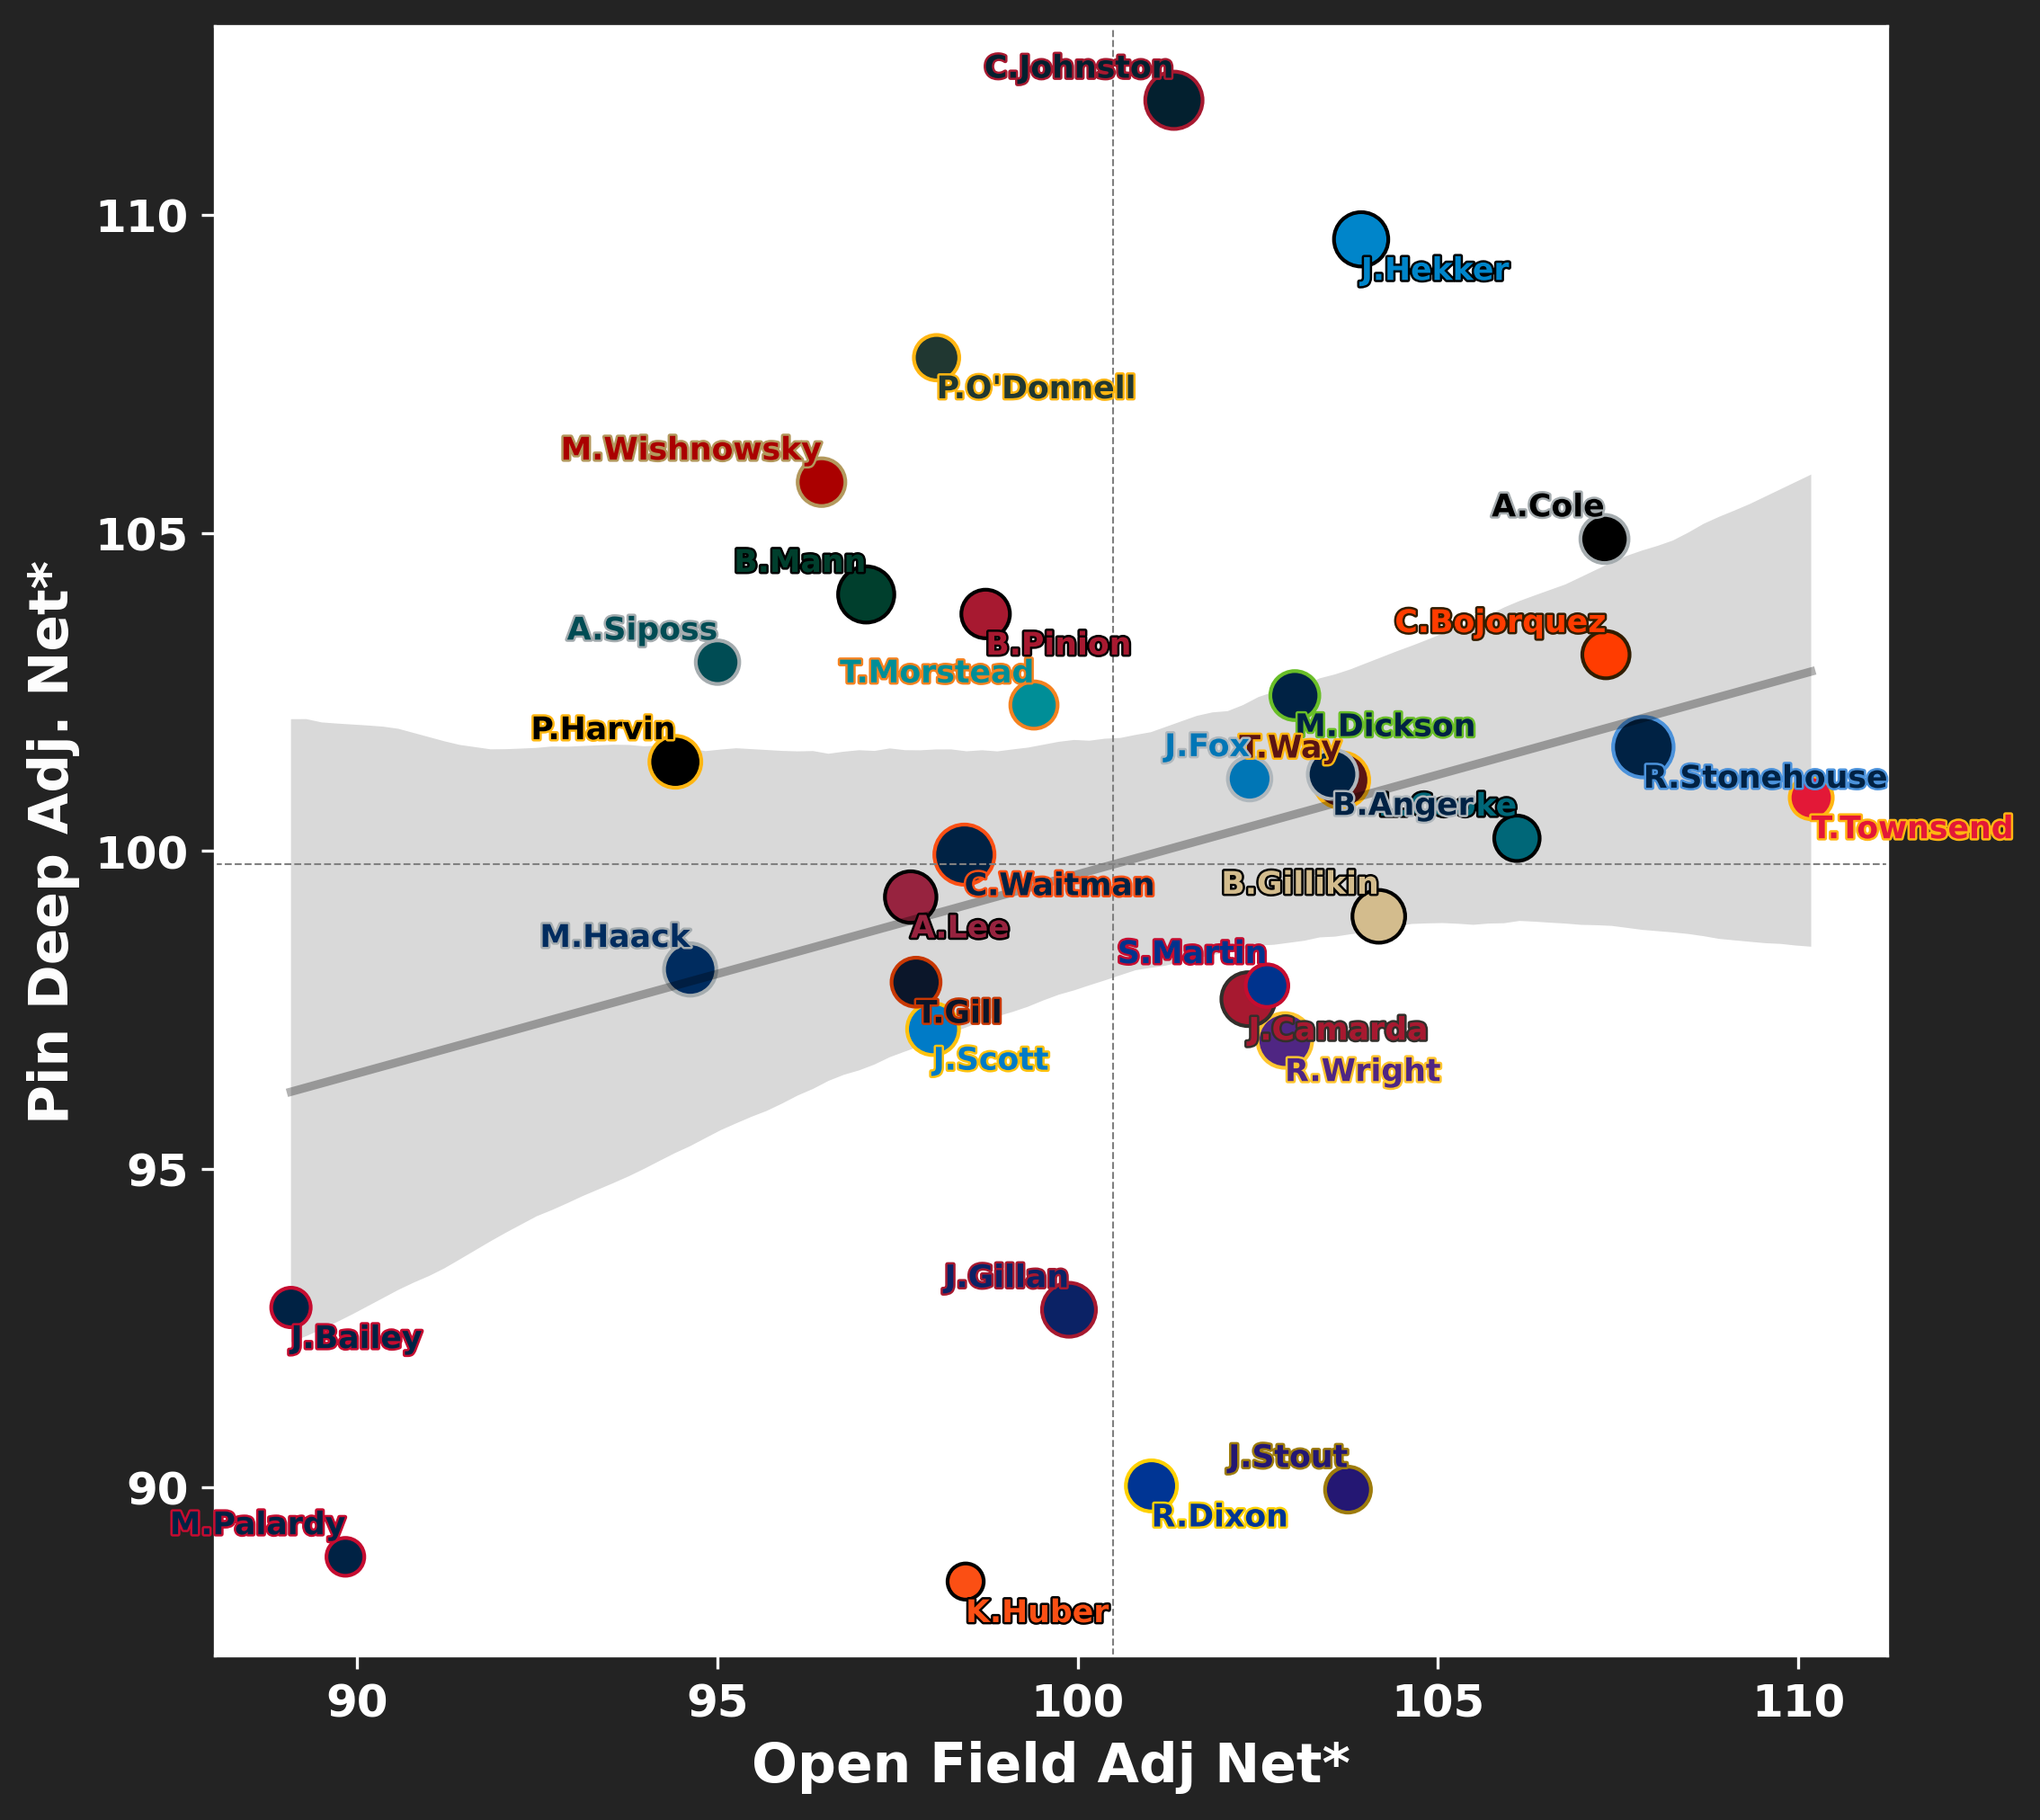 C.Johnston
110
J.Hekker
P.O'Donnell
M.Wishnowsky
A.Cole
105
B.Mann
C.Bojorquez
A.Siposs
B.Pinion
T.Morstead
P.Harvin
M.Dickson
J.Fox
T.Way
R.Stonehouse
B.Anger
T.Townsend
100
C.Waitman
B.Gillikin
A.Lee
M.Haack
S.Martin
T.Gill
J.Camarda
J.Scott
R.Wright
95
J.Gillan
J.Bailey
J.Stout
90
R.Dixon
M.Palardy
K.Huber
Pin Deep Adj. Net*
90 95 100 105 110
Open Field Adj Net*